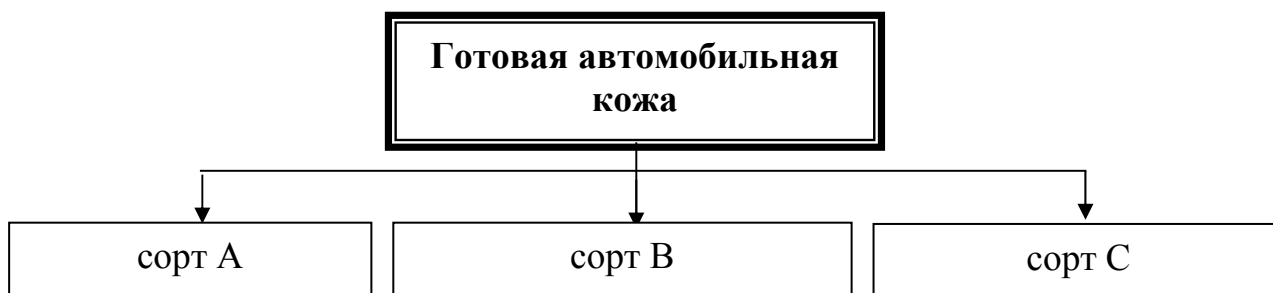 Готовая автомобильная
кожа
сорт А
сорт В
сорт С